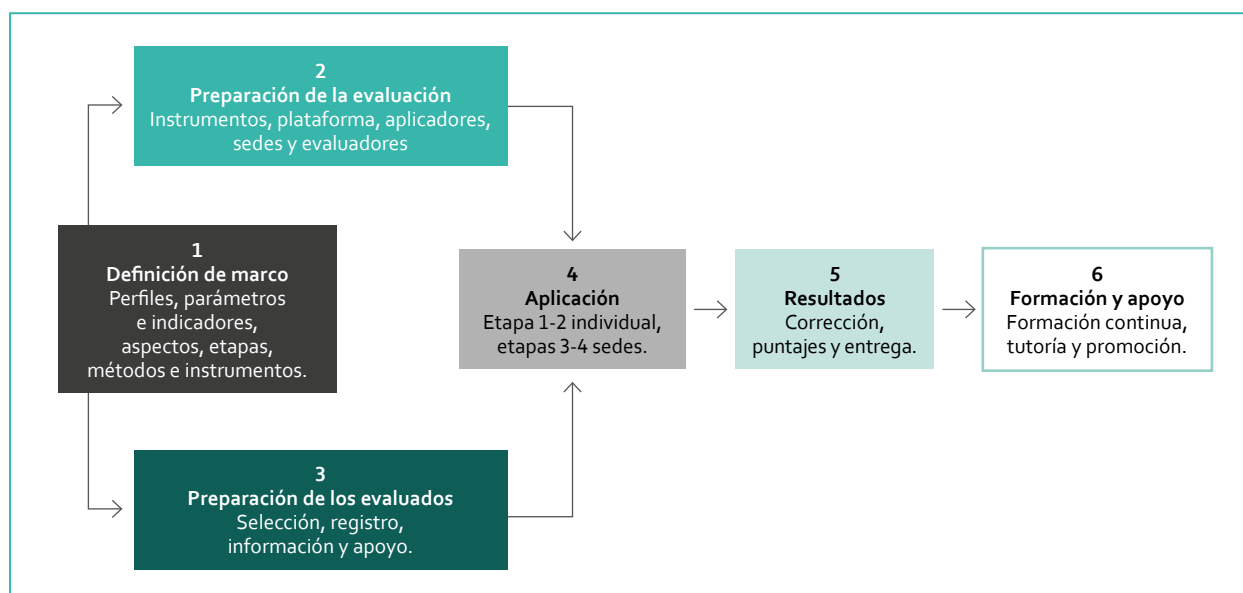 2
Preparación de la evaluación
Instrumentos, plataforma, aplicadores,
sedes y evaluadores
1
Definición de marco
Perfiles, parámetros
e indicadores,
aspectos, etapas,
métodos e instrumentos.
3
Preparación de los evaluados
Selección, registro,
información y apoyo.
4
Aplicación
Etapa 1-2 individual,
etapas 3-4 sedes.
5
Resultados
Corrección,
puntajes y entrega.
6
Formación y apoyo
Formación continua,
tutoría y promoción.